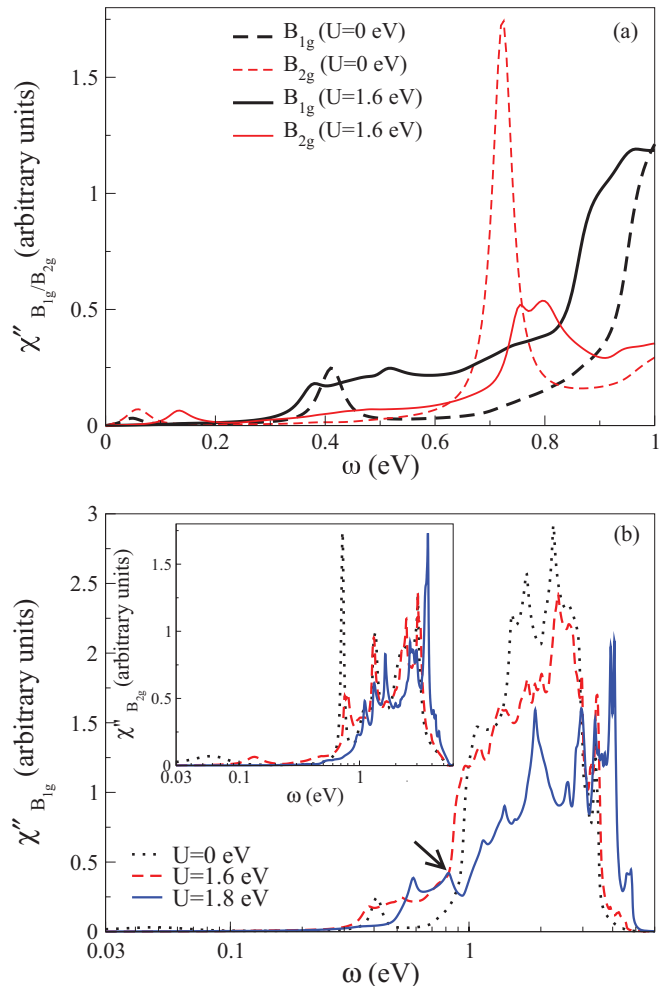 (a)
B1g (U=0 eV)
B2g (U=0 eV)
B1g (U=1.6 eV)
B2g (U=1.6 eV)
χ″ B1g/B2g (arbitrary units)
1.5
1
0.5
0
0 0.2 0.4 0.6 0.8 1
ω (eV)
(b)
χ″ B1g (arbitrary units)
3
2.5
2
1.5
1
0.5
0
χ″ B2g (arbitrary units)
1.5
1
0.5
0
0.03 0.1 1
ω (eV)
U=0 eV
U=1.6 eV
U=1.8 eV
0.03 0.1 1
ω (eV)